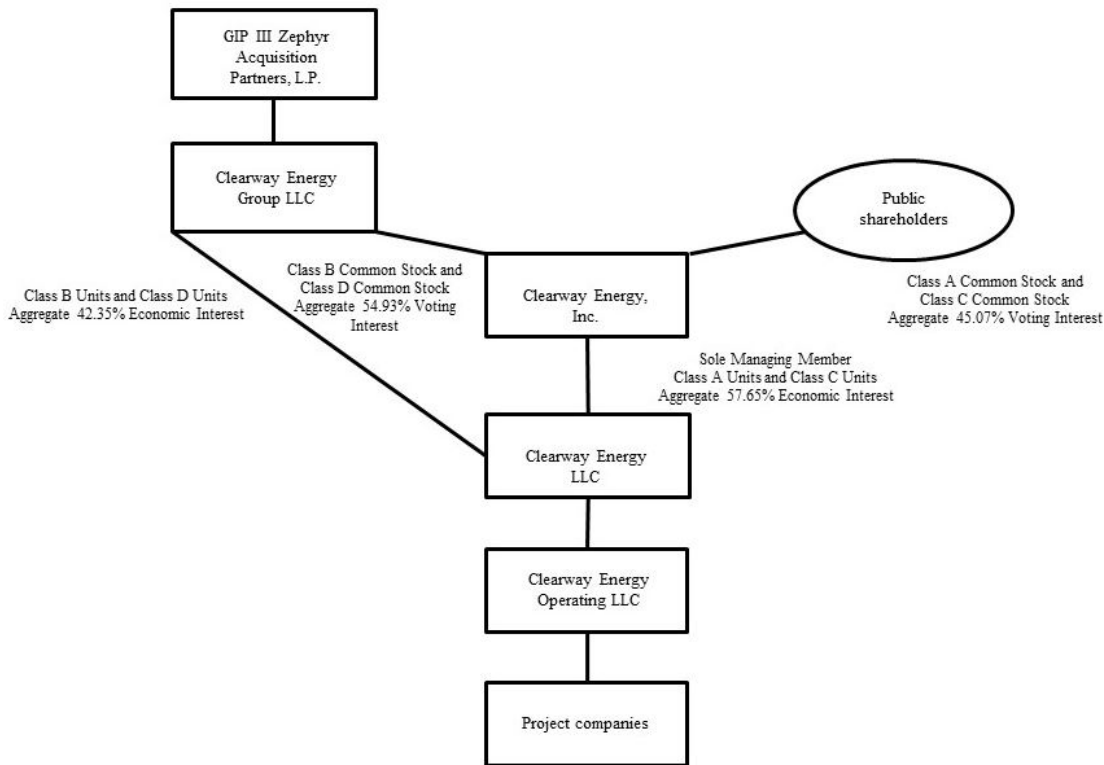 GIP III Zephyr
Acquisition
Partners, L.P.
Clearway Energy
Group LLC
Public
shareholders
Class B Units and Class D Units
Aggregate 42.35% Economic Interest
Class B Common Stock and
Class D Common Stock
Aggregate 54.93% Voting
Interest
Clearway Energy,
Inc.
Class A Common Stock and
Class C Common Stock
Aggregate 45.07% Voting Interest
Sole Managing Member
Class A Units and Class C Units
Aggregate 57.65% Economic Interest
Clearway Energy
LLC
Clearway Energy
Operating LLC
Project companies